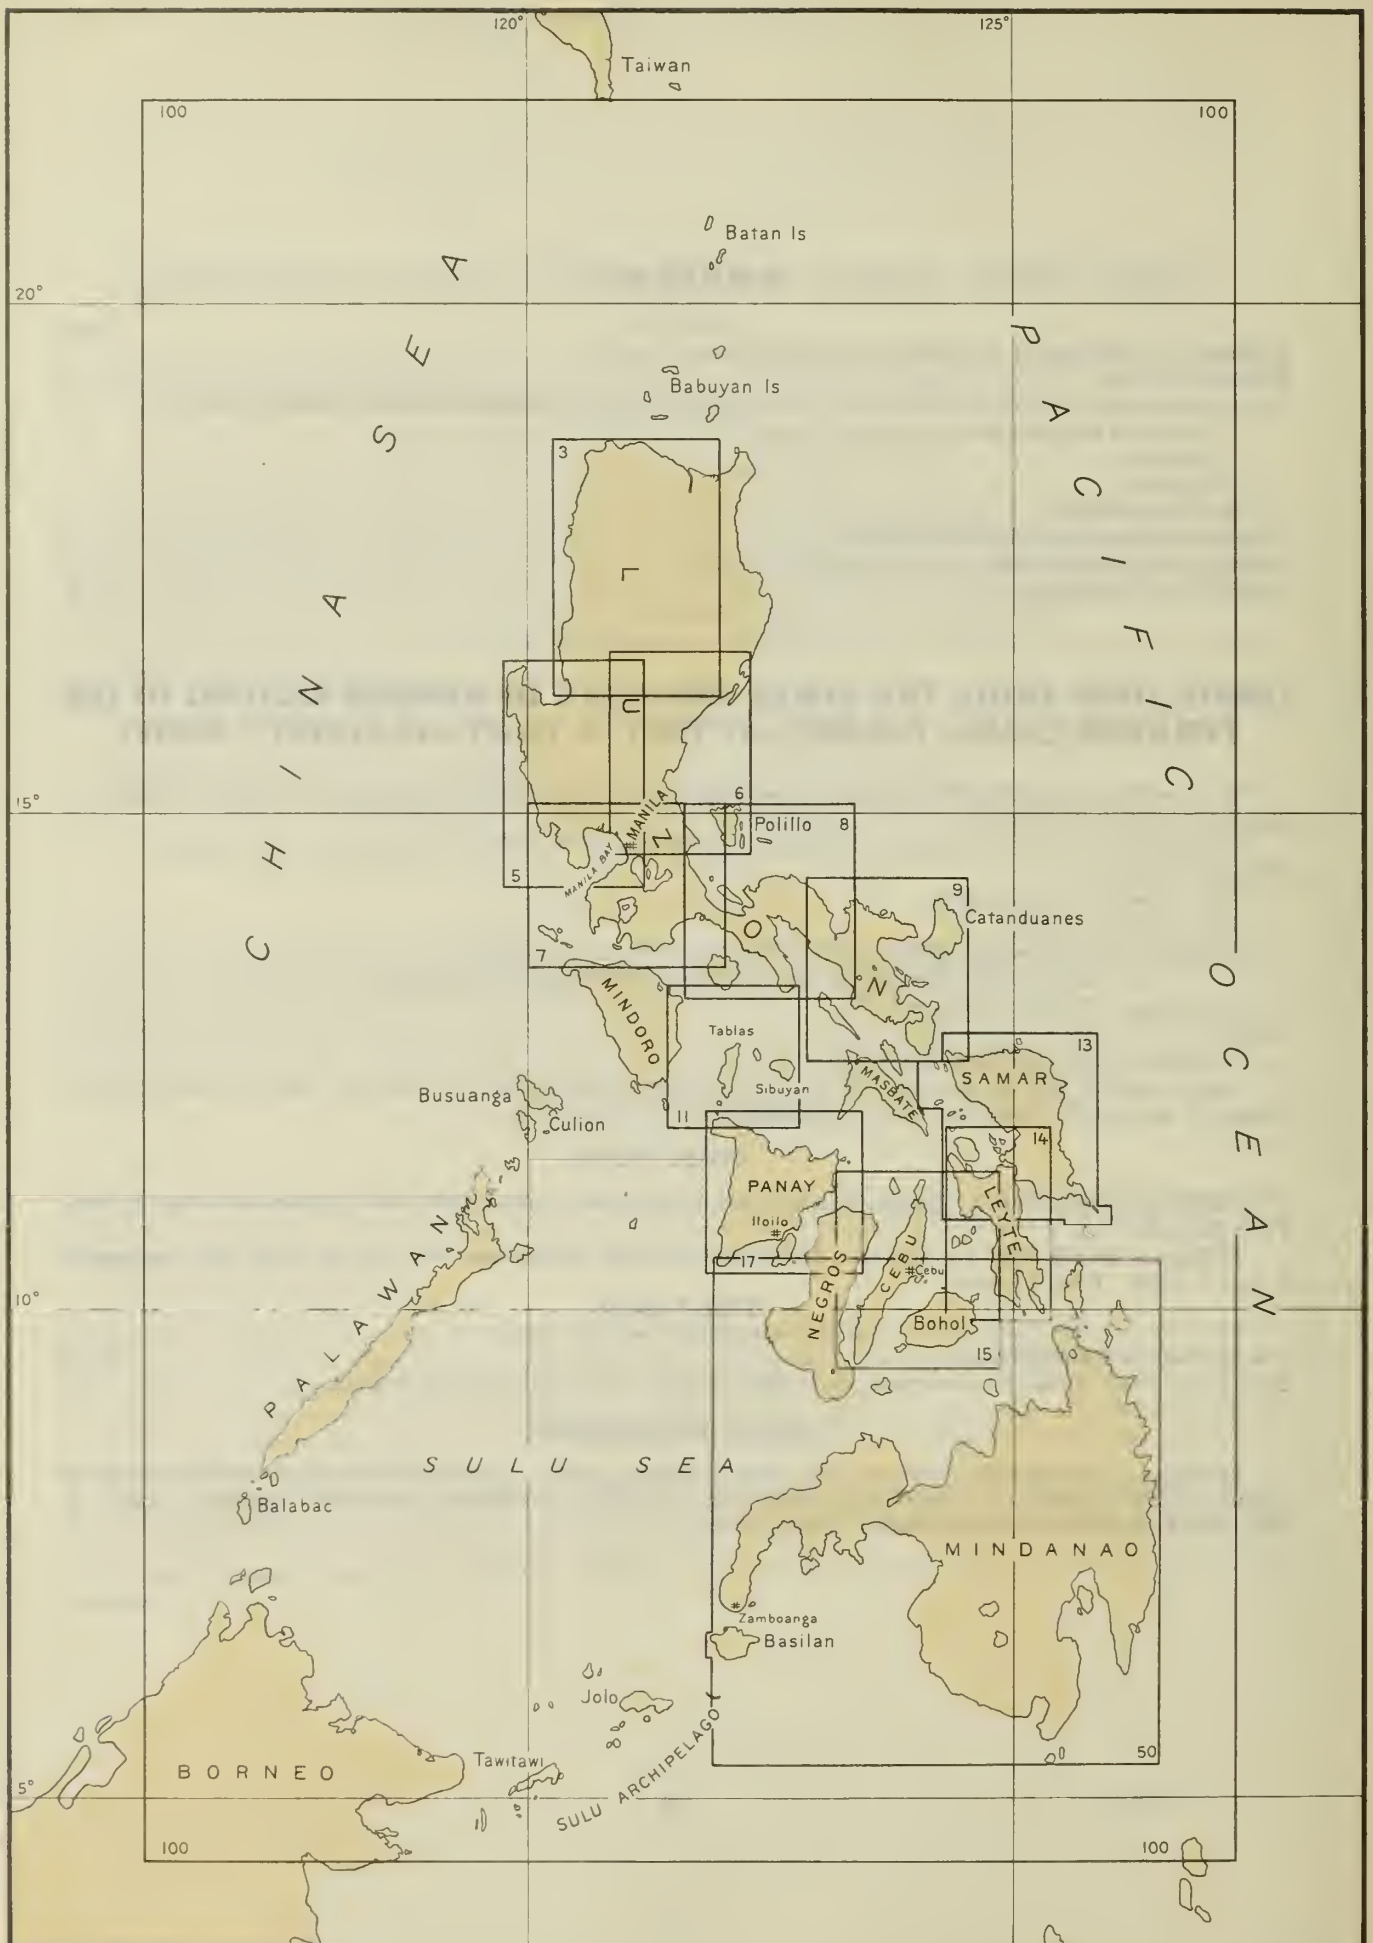 120°
125°
Taiwan
100
100
Batan Is
20°
Babuyan Is
CHINA SEA
PACIFIC OCEAN
3
LUZON
6
15°
MANILA
Polillo
8
MANILA BAY
5
9
Catanduanes
7
MINDORO
Tablas
13
Sibuyan
MASBATE
SAMAR
Busuanga
Culion
11
14
PANAY
LEYTE
Iloilo
17
CEBU
Cebu
NEGROS
10°
Bohol
15
PALAWAN
SULU SEA
Balabac
MINDANAO
Zamboanga
Basilan
Jolo
SULU ARCHIPELAGO
Tawitawi
50
BORNEO
5°
100
100